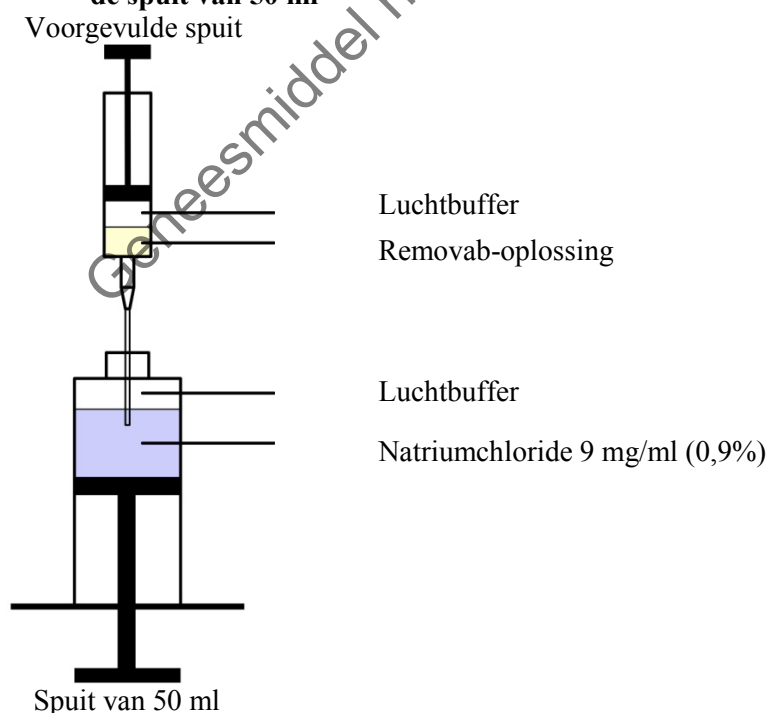 de spuit van 50 ml
Voorgevulde spuit
Geneesmiddel
Luchtbuffer
Removab-oplossing
Luchtbuffer
Natriumchloride 9 mg/ml (0,9%)
Spuit van 50 ml